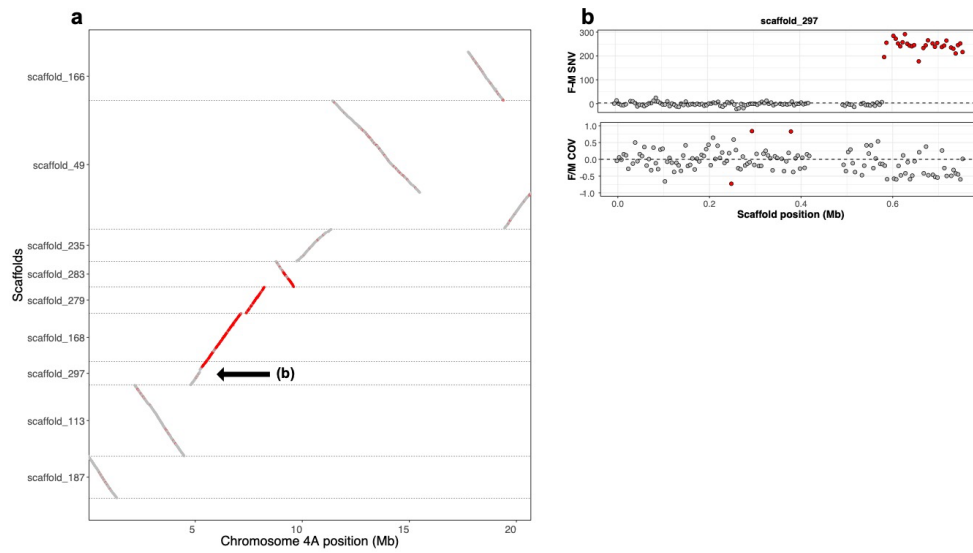 a
Scaffolds
scaffold_166
scaffold_49
scaffold_235
scaffold_283
scaffold_279
scaffold_168
scaffold_297
scaffold_113
scaffold_187
(b)
5
10
15
20
Chromosome 4A position (Mb)
b
scaffold_297
F-M SNV
300
200
100
0
F/M COV
1.0
0.5
0.0
-0.5
-1.0
0.0
0.2
0.4
0.6
Scaffold position (Mb)